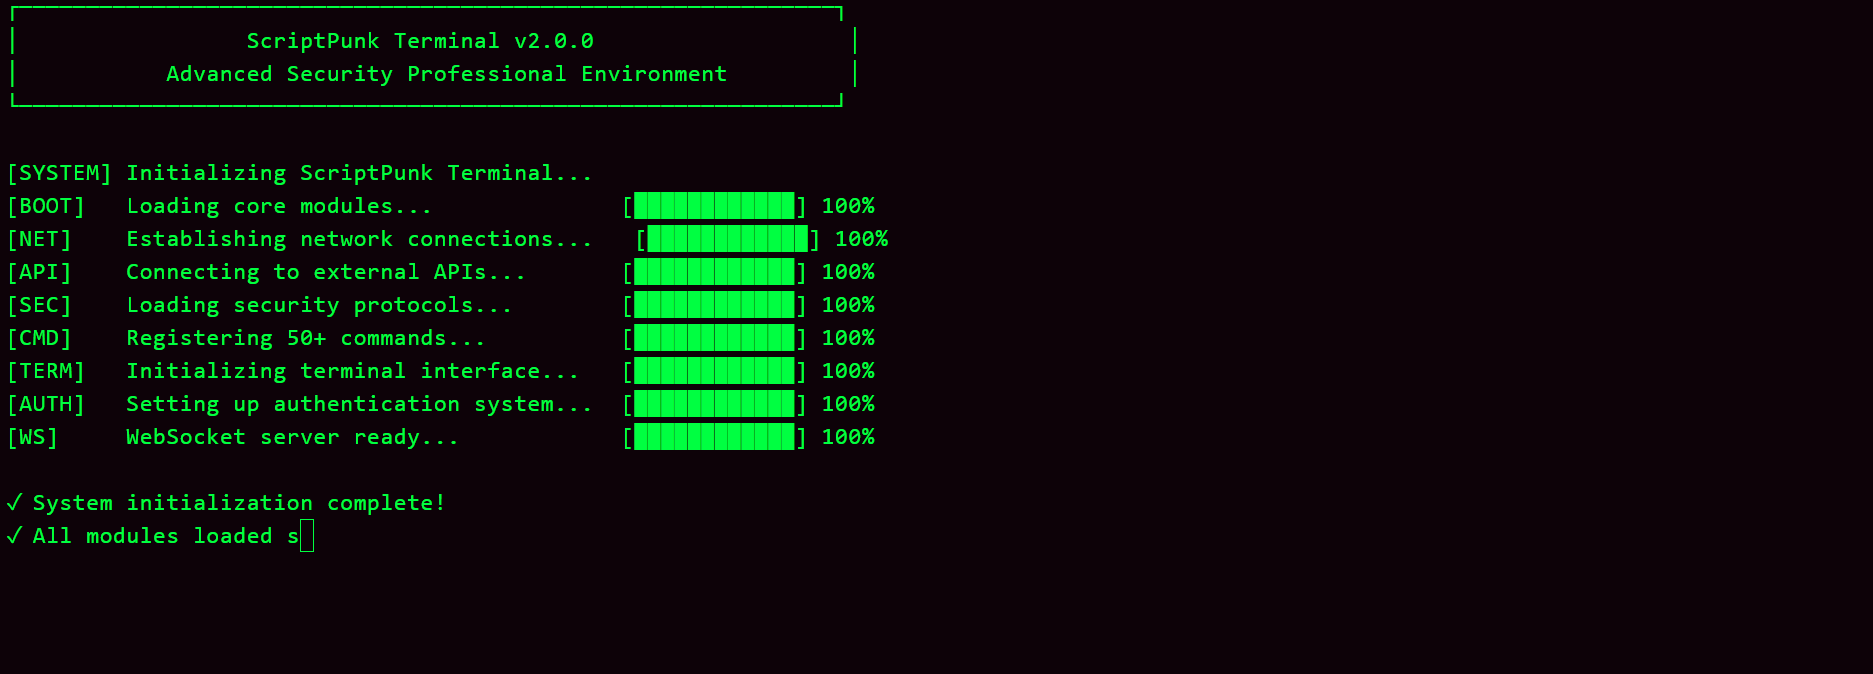 ScriptPunk Terminal v2.0.0
Advanced Security Professional Environment
[SYSTEM] Initializing ScriptPunk Terminal...
[BOOT] Loading core modules... [████████████] 100%
[NET] Establishing network connections... [████████████] 100%
[API] Connecting to external APIs... [████████████] 100%
[SEC] Loading security protocols... [████████████] 100%
[CMD] Registering 50+ commands... [████████████] 100%
[TERM] Initializing terminal interface... [████████████] 100%
[AUTH] Setting up authentication system... [████████████] 100%
[WS] WebSocket server ready... [████████████] 100%
✓ System initialization complete!
✓ All modules loaded s